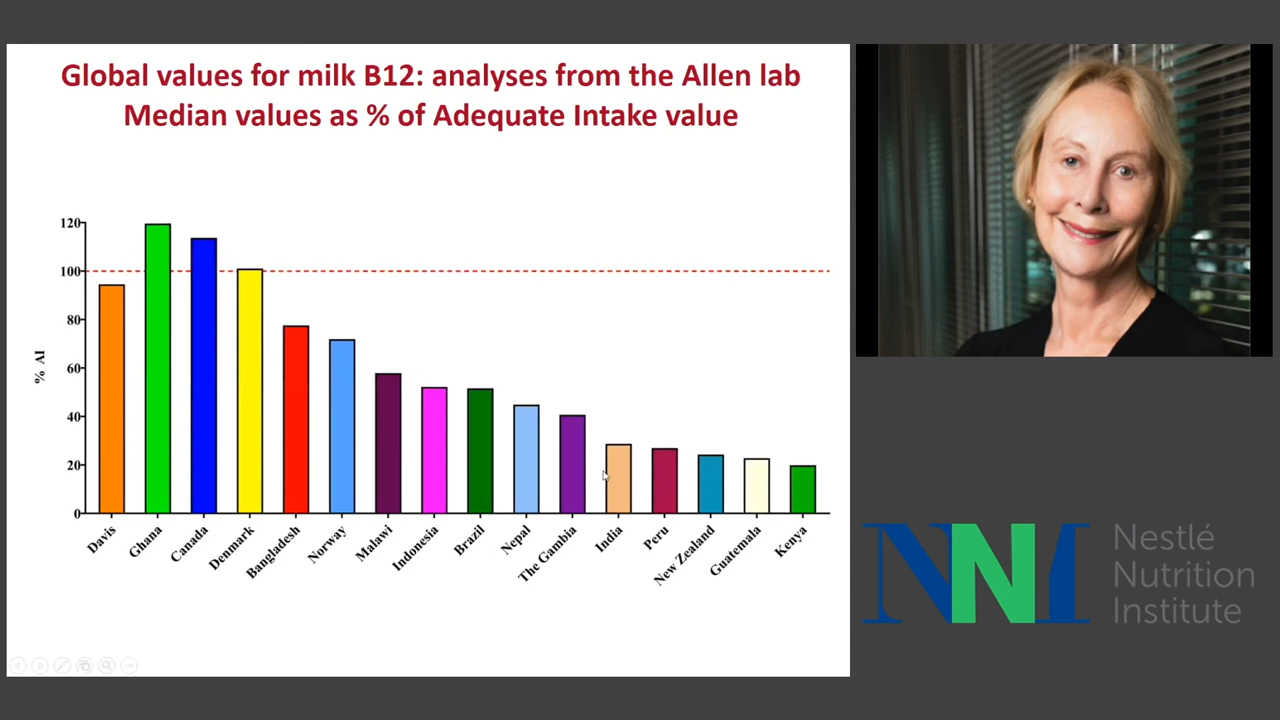 Global values for milk B12: analyses from the Allen lab
Median values as % of Adequate Intake value
% AI
120
100
80
60
40
20
0
Davis
Ghana
Canada
Denmark
Bangladesh
Norway
Malawi
Indonesia
Brazil
Nepal
The Gambia
India
Peru
New Zealand
Guatemala
Kenya
NNI
Nestlé
Nutrition
Institute